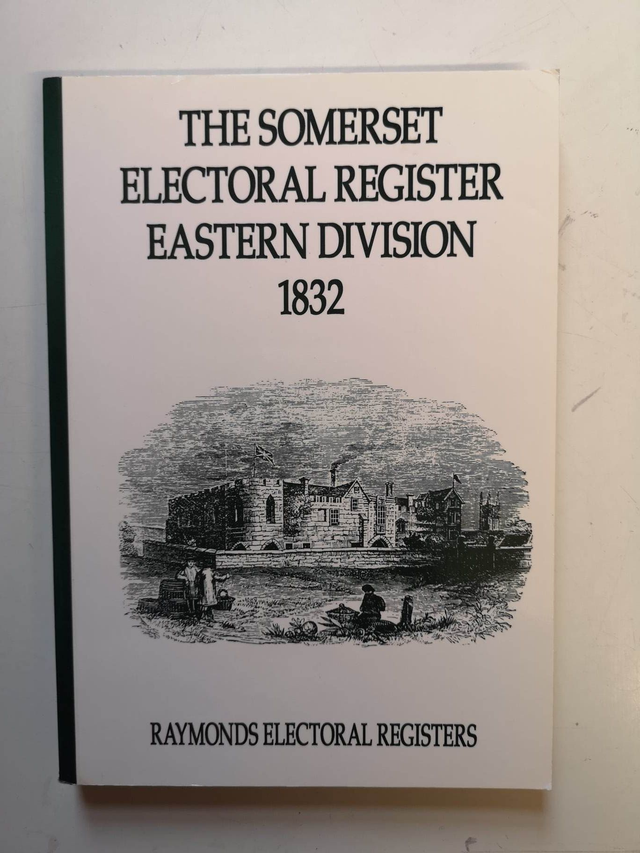 THE SOMERSET
ELECTORAL REGISTER
EASTERN DIVISION
1832
RAYMONDS ELECTORAL REGISTERS